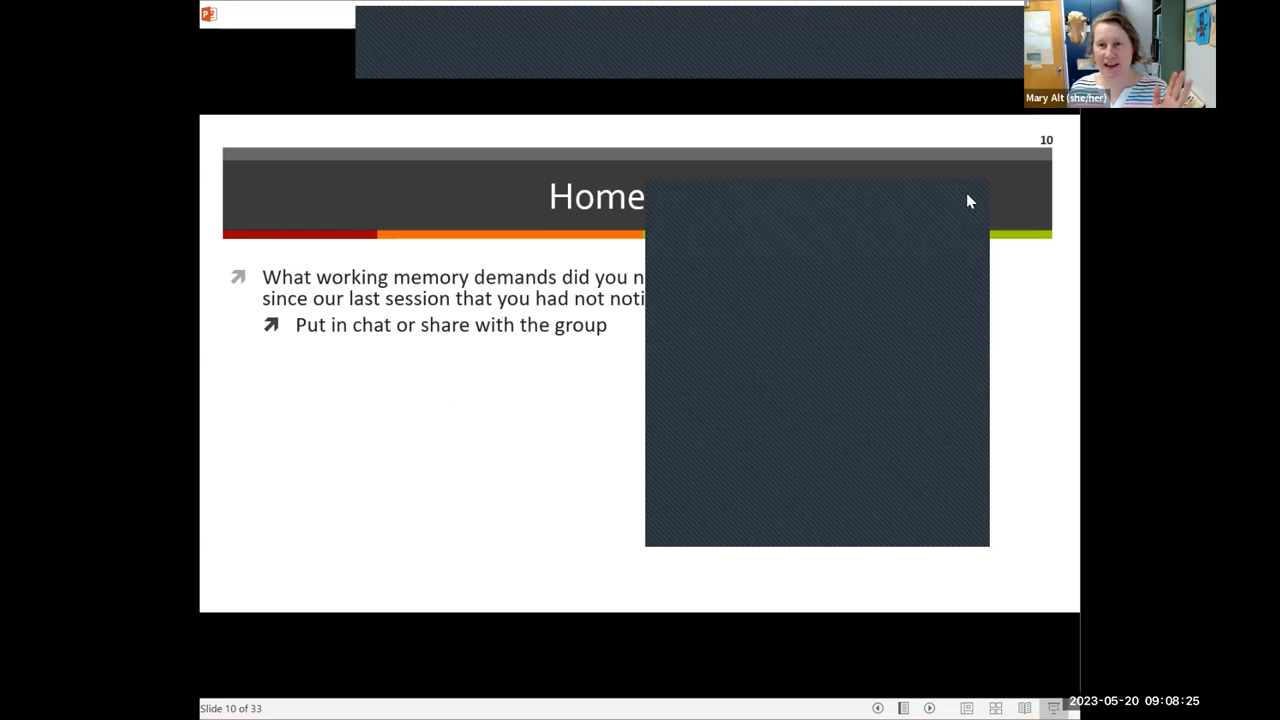 Mary Alt (she/her)
10
Home
What working memory demands did you n
since our last session that you had not noti
Put in chat or share with the group
Slide 10 of 33
2023-05-20 09:08:25